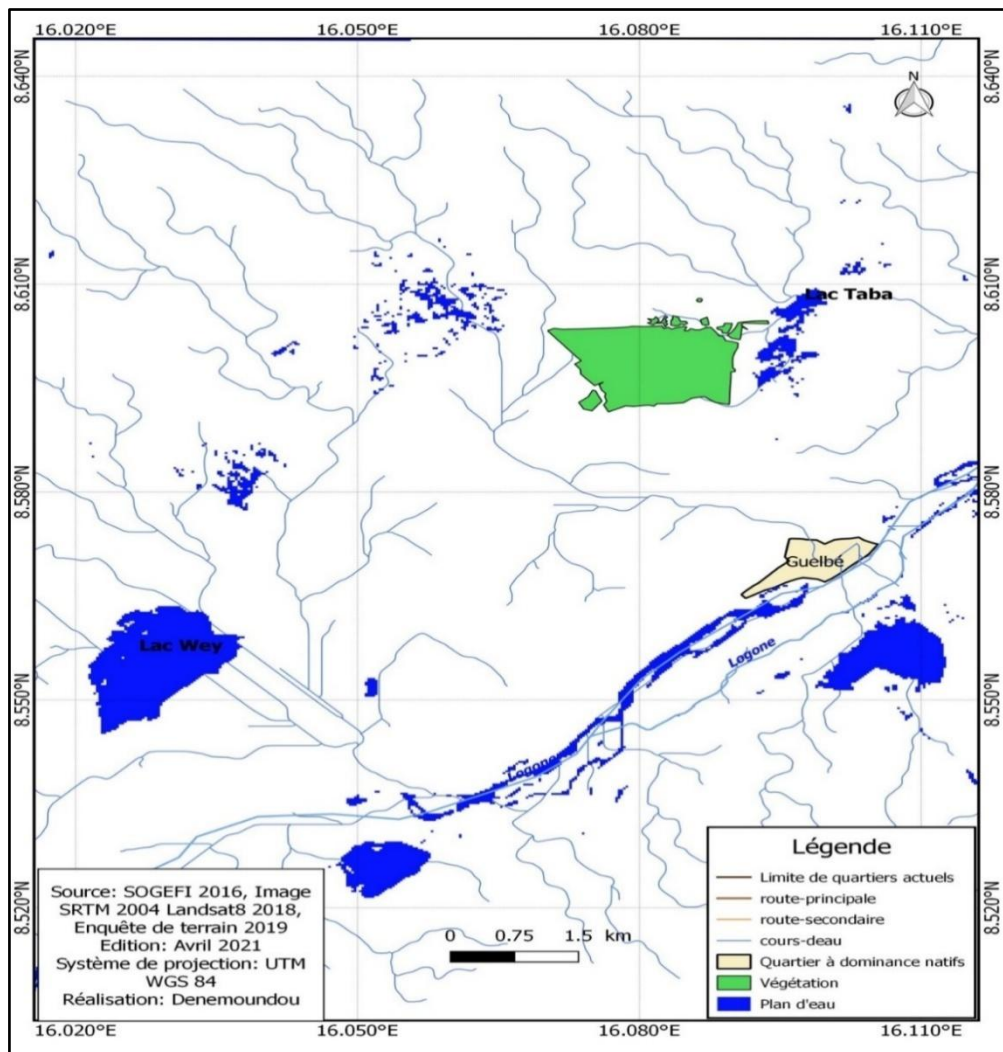 16.020°E 16.050°E 16.080°E 16.110°E
8.640°N 8.640°N
N
8.610°N 8.610°N
Lac Taba
8.580°N 8.580°N
Guelbé
Lac Wey
Logone
8.550°N 8.550°N
Logone
Légende
Limite de quartiers actuels
route-principale
route-secondaire
cours-deau
Quartier à dominance natifs
Végétation
Plan d'eau
8.520°N 8.520°N
Source: SOGEFI 2016, Image
SRTM 2004 Landsat8 2018,
Enquête de terrain 2019
Edition: Avril 2021
Système de projection: UTM
WGS 84
Réalisation: Denemoundou
0 0.75 1.5 km
16.020°E 16.050°E 16.080°E 16.110°E